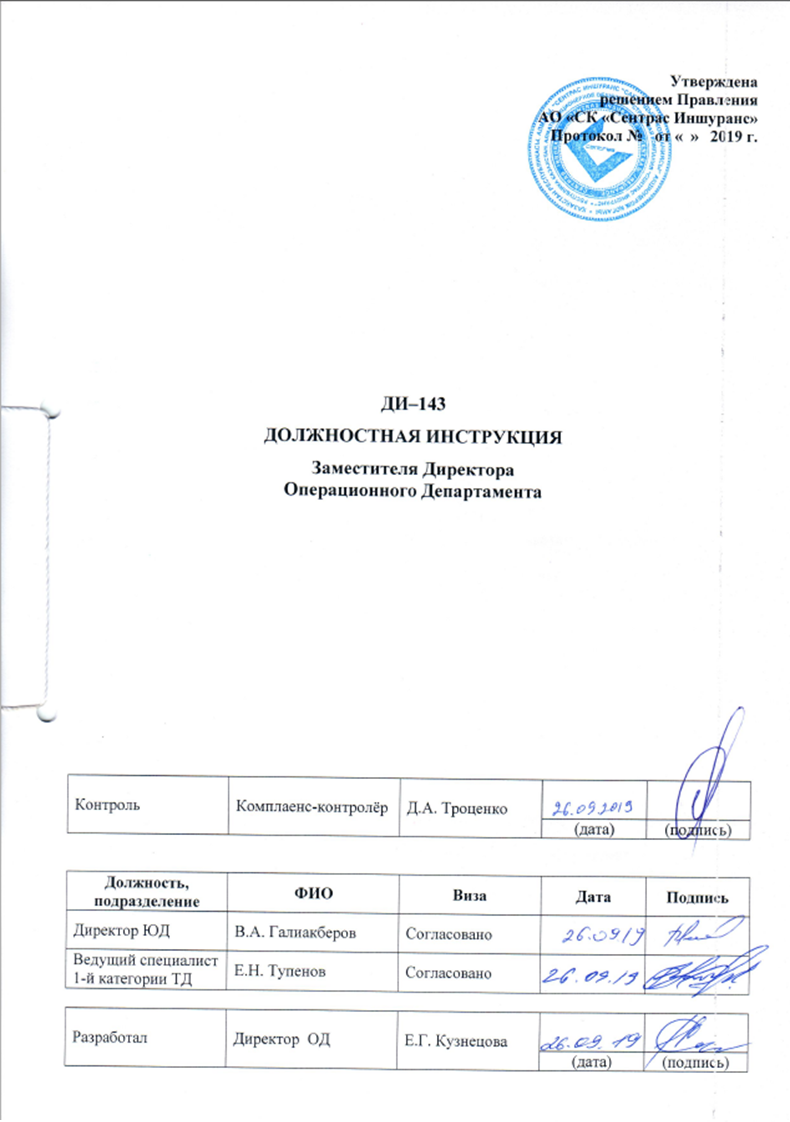 Утверждена
решением Правления
АО «СК «Сентрас Иншуранс»
Протокол № от « » 2019 г.
ДИ–143
ДОЛЖНОСТНАЯ ИНСТРУКЦИЯ
Заместителя Директора
Операционного Департамента
Контроль Комплаенс-контролёр Д.А. Троценко 26.09.2019
(дата) (подпись)
Должность, подразделение ФИО Виза Дата Подпись
Директор ЮД В.А. Галиакберов Согласовано 26.09.19
Ведущий специалист 1-й категории ТД Е.Н. Тупенов Согласовано 26.09.19
Разработал Директор ОД Е.Г. Кузнецова 26.09.19
(дата) (подпись)